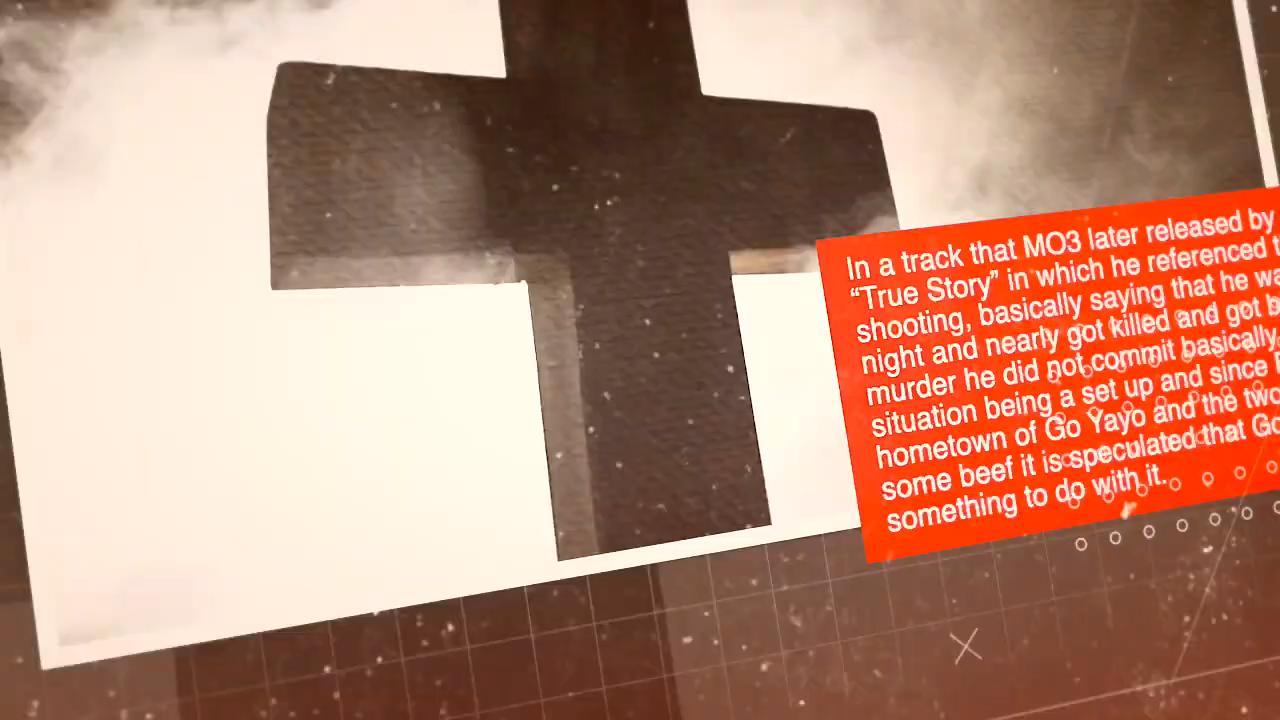 In a track that MO3 later released by
“True Story” in which he referenced
shooting, basically saying that he
night and nearly got killed and got
murder he did not commit basically
situation being a set up and since
hometown of Go Yayo and the two
some beef it is speculated that Go
something to do with it.